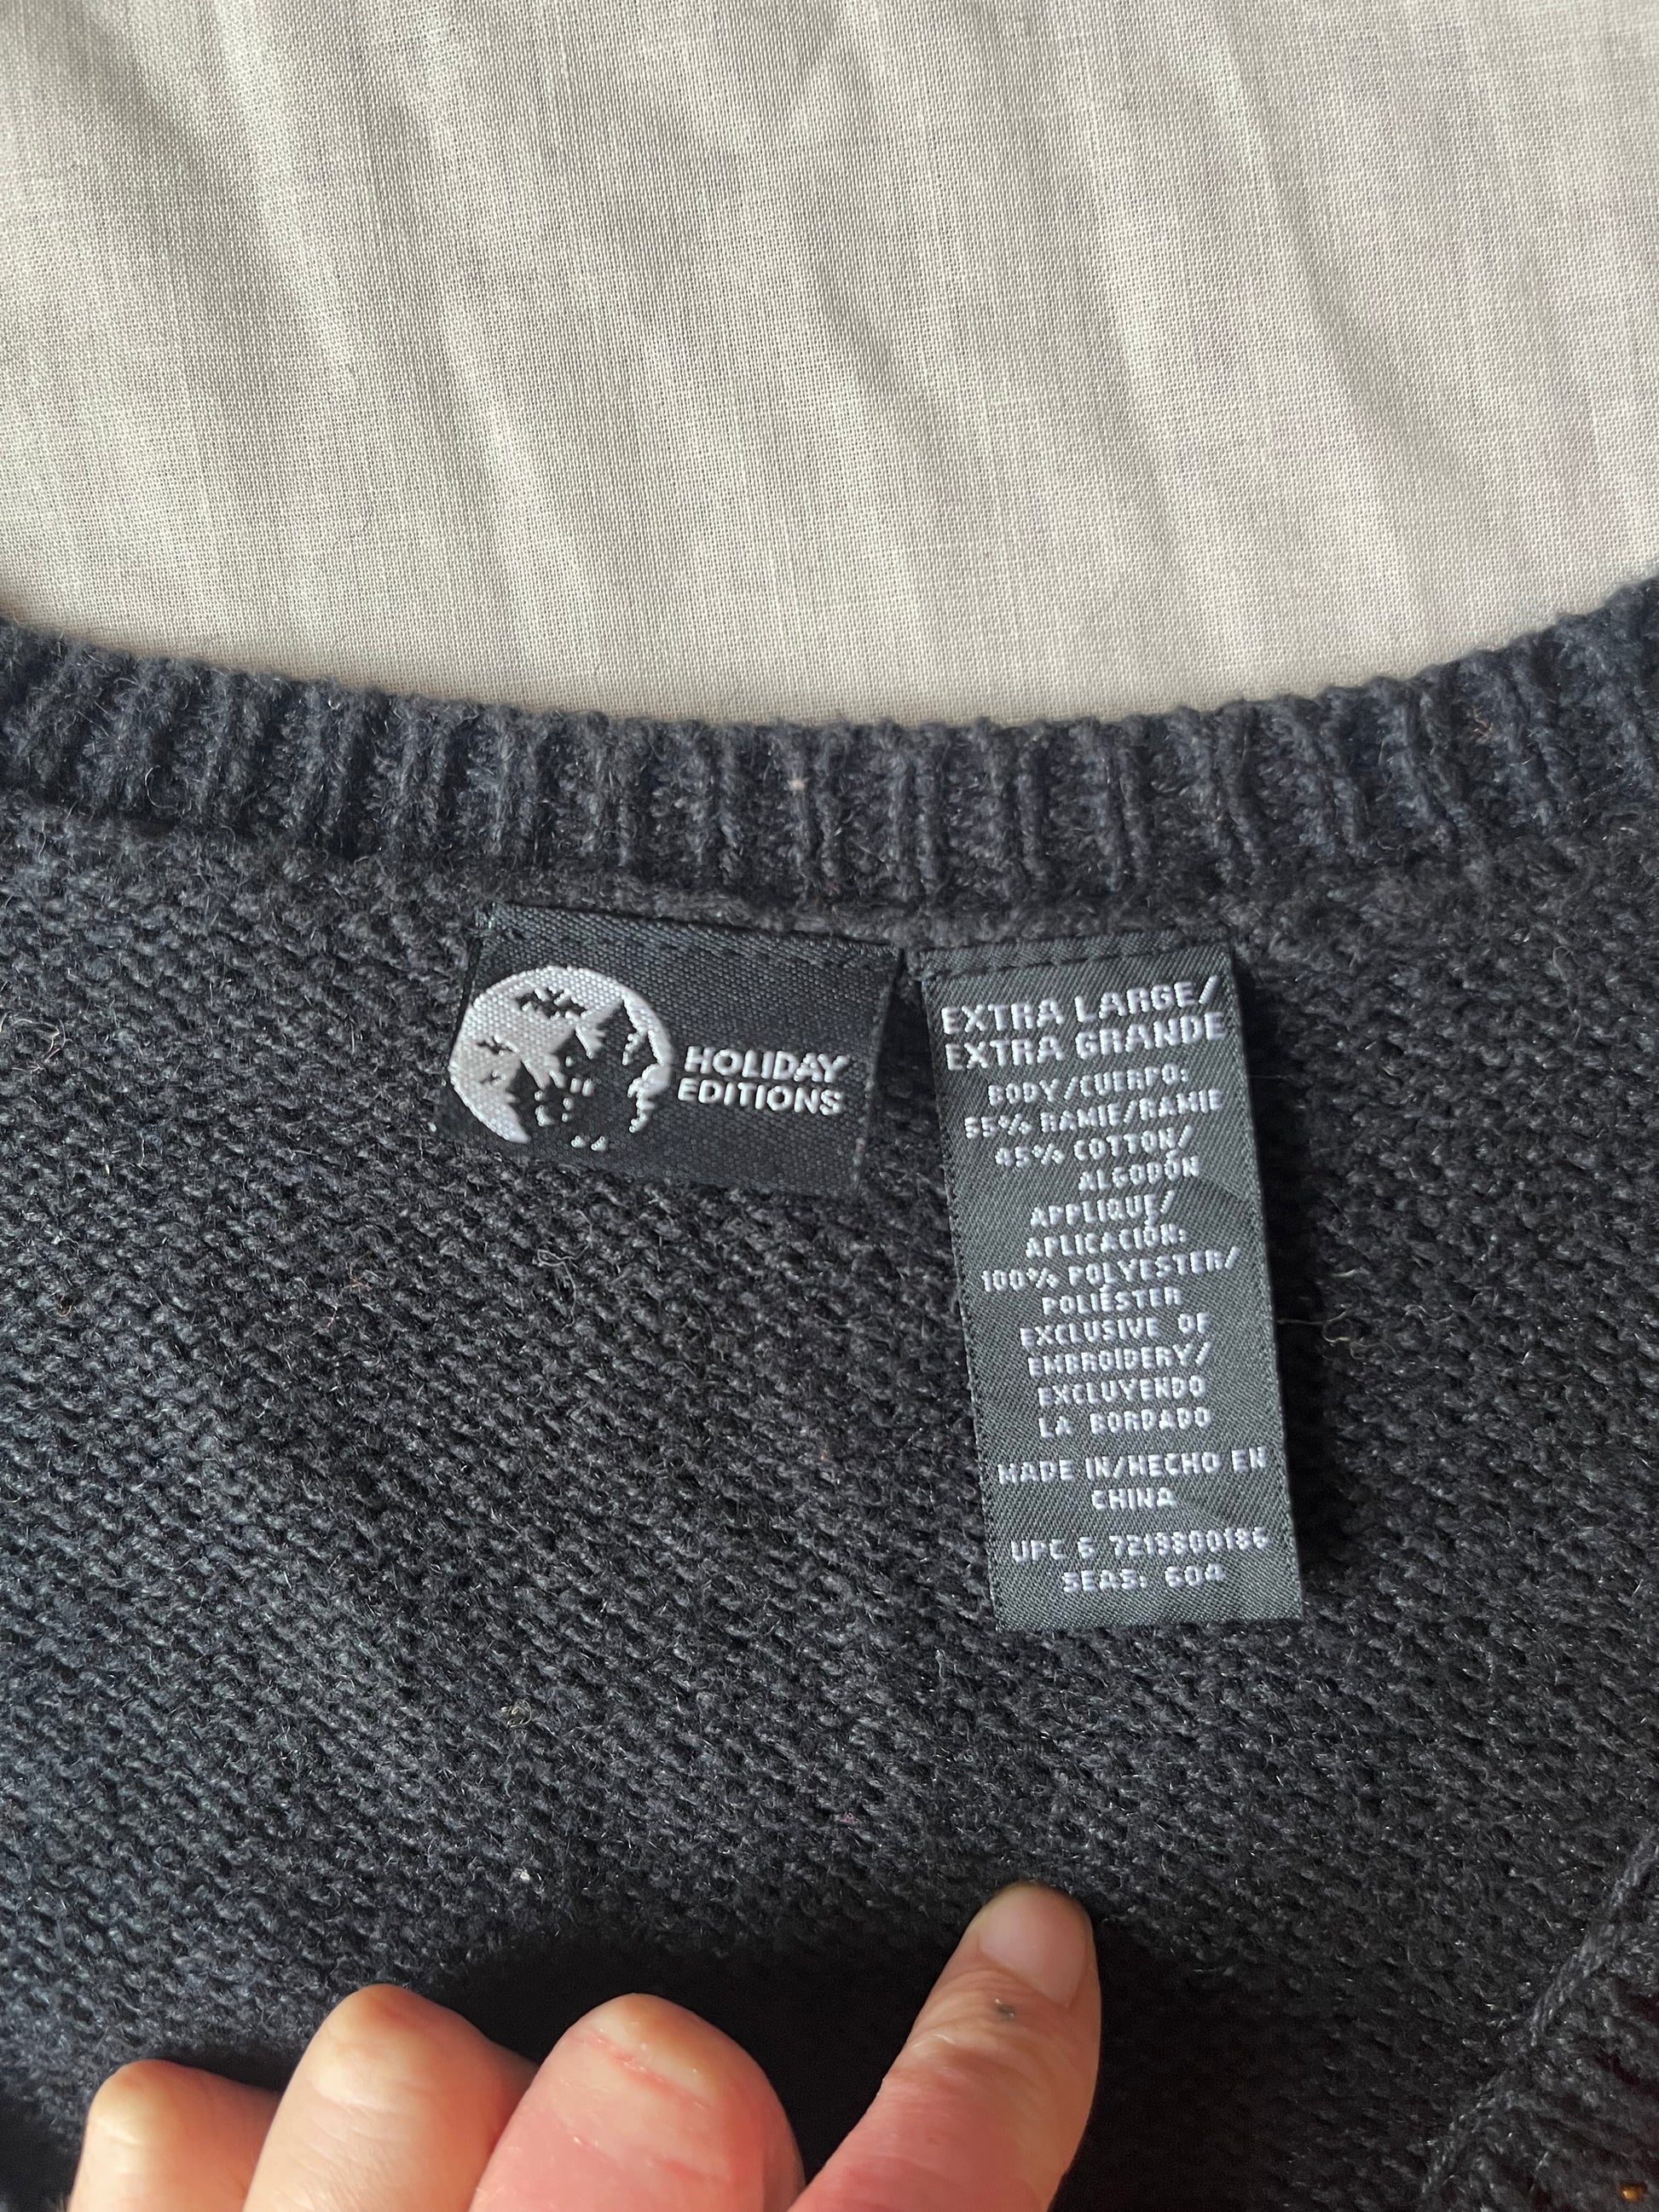 HOLIDAY
EDITIONS
EXTRA LARGE/
EXTRA GRANDE
BODY/CUERPO:
55% RAMIE/RAMIE
45% COTTON/
ALGODÓN
APPLIQUE/
APLICACIÓN:
100% POLYESTER/
POLIÉSTER
EXCLUSIVE OF
EMBROIDERY/
EXCLUYENDO
LA BORDADO
MADE IN/HECHO EN
CHINA
UPC
SEAS: 604